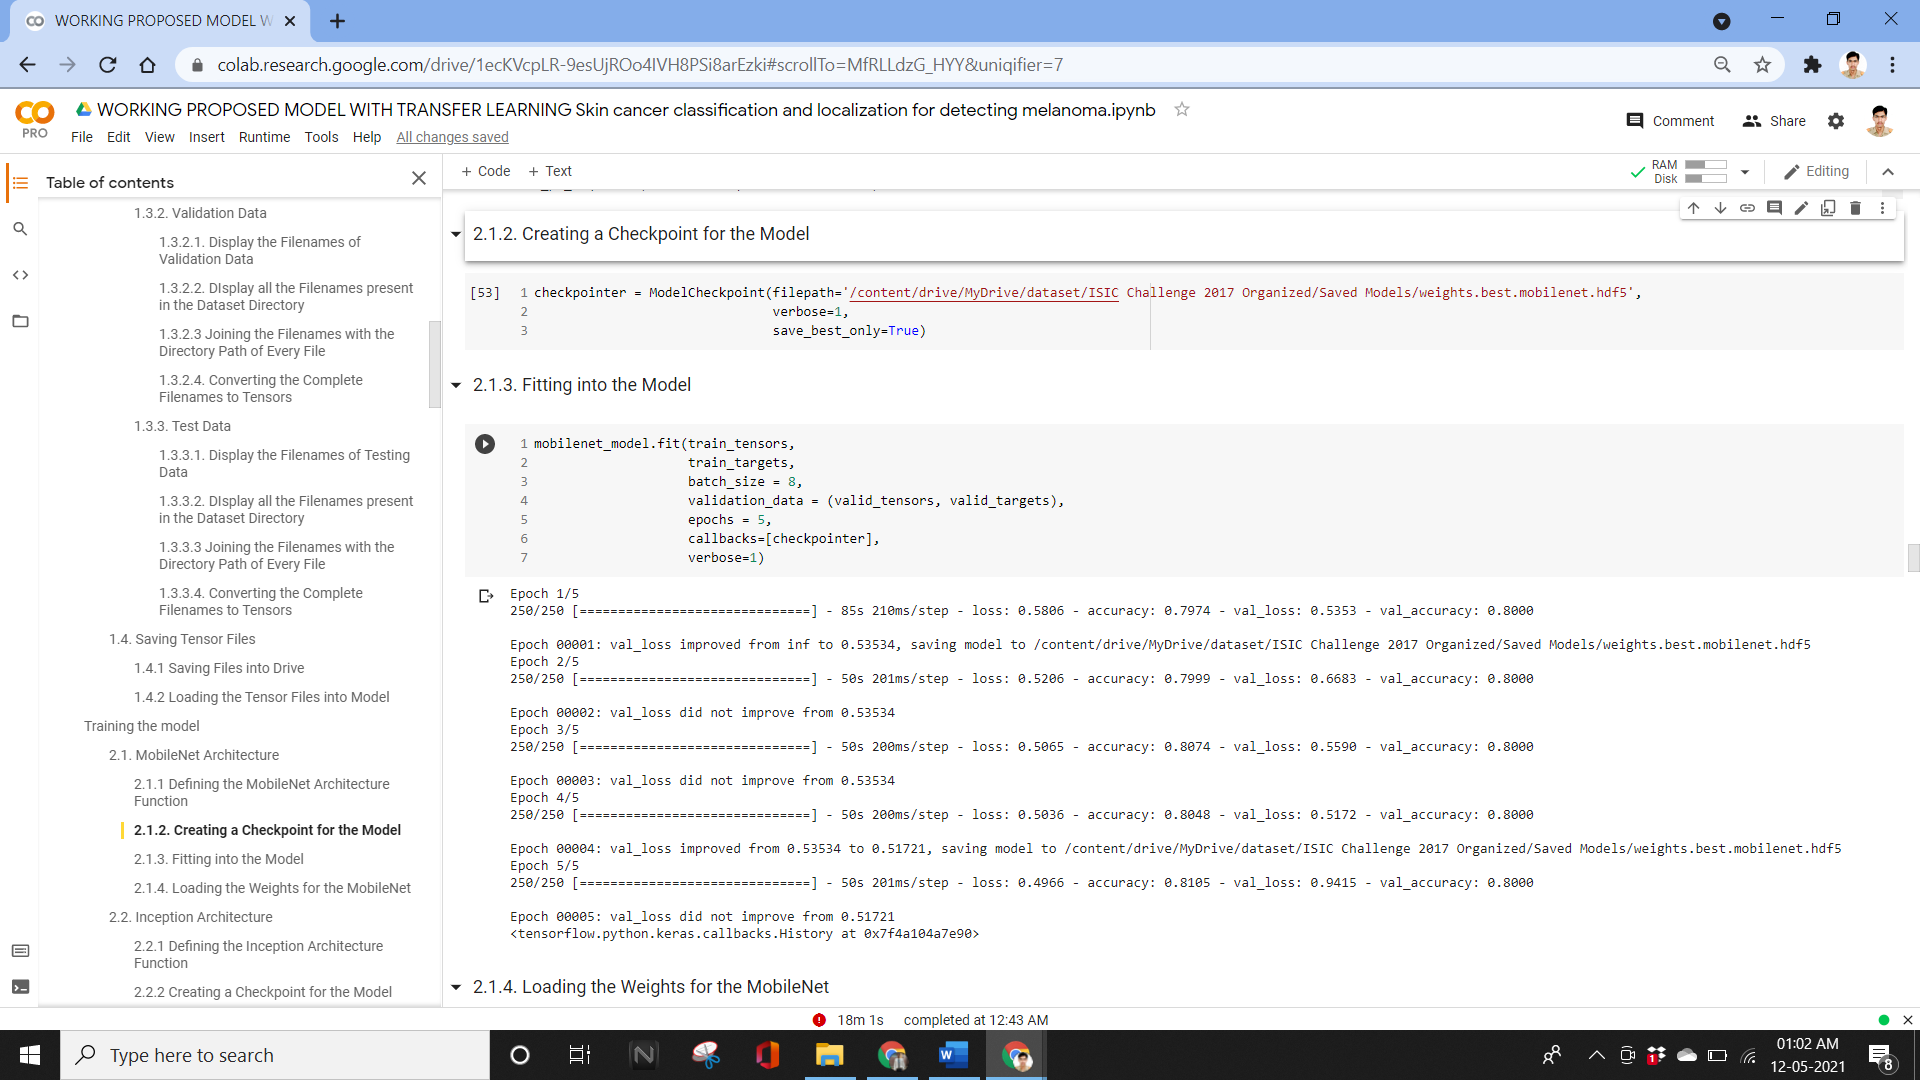 WORKING PROPOSED MODEL W
colab.research.google.com/drive/1ecKVcpLR-9esUjROo4IVH8PSi8arEzki#scrollTo=MfRLLdzG_HYY&uniqifier=7
CO
PRO
WORKING PROPOSED MODEL WITH TRANSFER LEARNING Skin cancer classification and localization for detecting melanoma.ipynb
File Edit View Insert Runtime Tools Help All changes saved
Comment
Share
Table of contents
+ Code + Text
RAM
Disk
Editing
1.3.2. Validation Data
1.3.2.1. Display the Filenames of
Validation Data
1.3.2.2. DIsplay all the Filenames present
in the Dataset Directory
1.3.2.3 Joining the Filenames with the
Directory Path of Every File
1.3.2.4. Converting the Complete
Filenames to Tensors
1.3.3. Test Data
1.3.3.1. Display the Filenames of Testing
Data
1.3.3.2. DIsplay all the Filenames present
in the Dataset Directory
1.3.3.3 Joining the Filenames with the
Directory Path of Every File
1.3.3.4. Converting the Complete
Filenames to Tensors
1.4. Saving Tensor Files
1.4.1 Saving Files into Drive
1.4.2 Loading the Tensor Files into Model
Training the model
2.1. MobileNet Architecture
2.1.1 Defining the MobileNet Architecture
Function
2.1.2. Creating a Checkpoint for the Model
2.1.3. Fitting into the Model
2.1.4. Loading the Weights for the MobileNet
2.2. Inception Architecture
2.2.1 Defining the Inception Architecture
Function
2.2.2 Creating a Checkpoint for the Model
2.1.2. Creating a Checkpoint for the Model
[53] 1 checkpointer = ModelCheckpoint(filepath='/content/drive/MyDrive/dataset/ISIC Challenge 2017 Organized/Saved Models/weights.best.mobilenet.hdf5',
2 verbose=1,
3 save_best_only=True)
2.1.3. Fitting into the Model
1 mobilenet_model.fit(train_tensors,
2 train_targets,
3 batch_size = 8,
4 validation_data = (valid_tensors, valid_targets),
5 epochs = 5,
6 callbacks=[checkpointer],
7 verbose=1)
Epoch 1/5
250/250 [==============================] - 85s 210ms/step - loss: 0.5806 - accuracy: 0.7974 - val_loss: 0.5353 - val_accuracy: 0.8000
Epoch 00001: val_loss improved from inf to 0.53534, saving model to /content/drive/MyDrive/dataset/ISIC Challenge 2017 Organized/Saved Models/weights.best.mobilenet.hdf5
Epoch 2/5
250/250 [==============================] - 50s 201ms/step - loss: 0.5206 - accuracy: 0.7999 - val_loss: 0.6683 - val_accuracy: 0.8000
Epoch 00002: val_loss did not improve from 0.53534
Epoch 3/5
250/250 [==============================] - 50s 200ms/step - loss: 0.5065 - accuracy: 0.8074 - val_loss: 0.5590 - val_accuracy: 0.8000
Epoch 00003: val_loss did not improve from 0.53534
Epoch 4/5
250/250 [==============================] - 50s 200ms/step - loss: 0.5036 - accuracy: 0.8048 - val_loss: 0.5172 - val_accuracy: 0.8000
Epoch 00004: val_loss improved from 0.53534 to 0.51721, saving model to /content/drive/MyDrive/dataset/ISIC Challenge 2017 Organized/Saved Models/weights.best.mobilenet.hdf5
Epoch 5/5
250/250 [==============================] - 50s 201ms/step - loss: 0.4966 - accuracy: 0.8105 - val_loss: 0.9415 - val_accuracy: 0.8000
Epoch 00005: val_loss did not improve from 0.51721
<tensorflow.python.keras.callbacks.History at 0x7f4a104a7e90>
2.1.4. Loading the Weights for the MobileNet
18m 1s completed at 12:43 AM
Type here to search
01:02 AM
12-05-2021
8